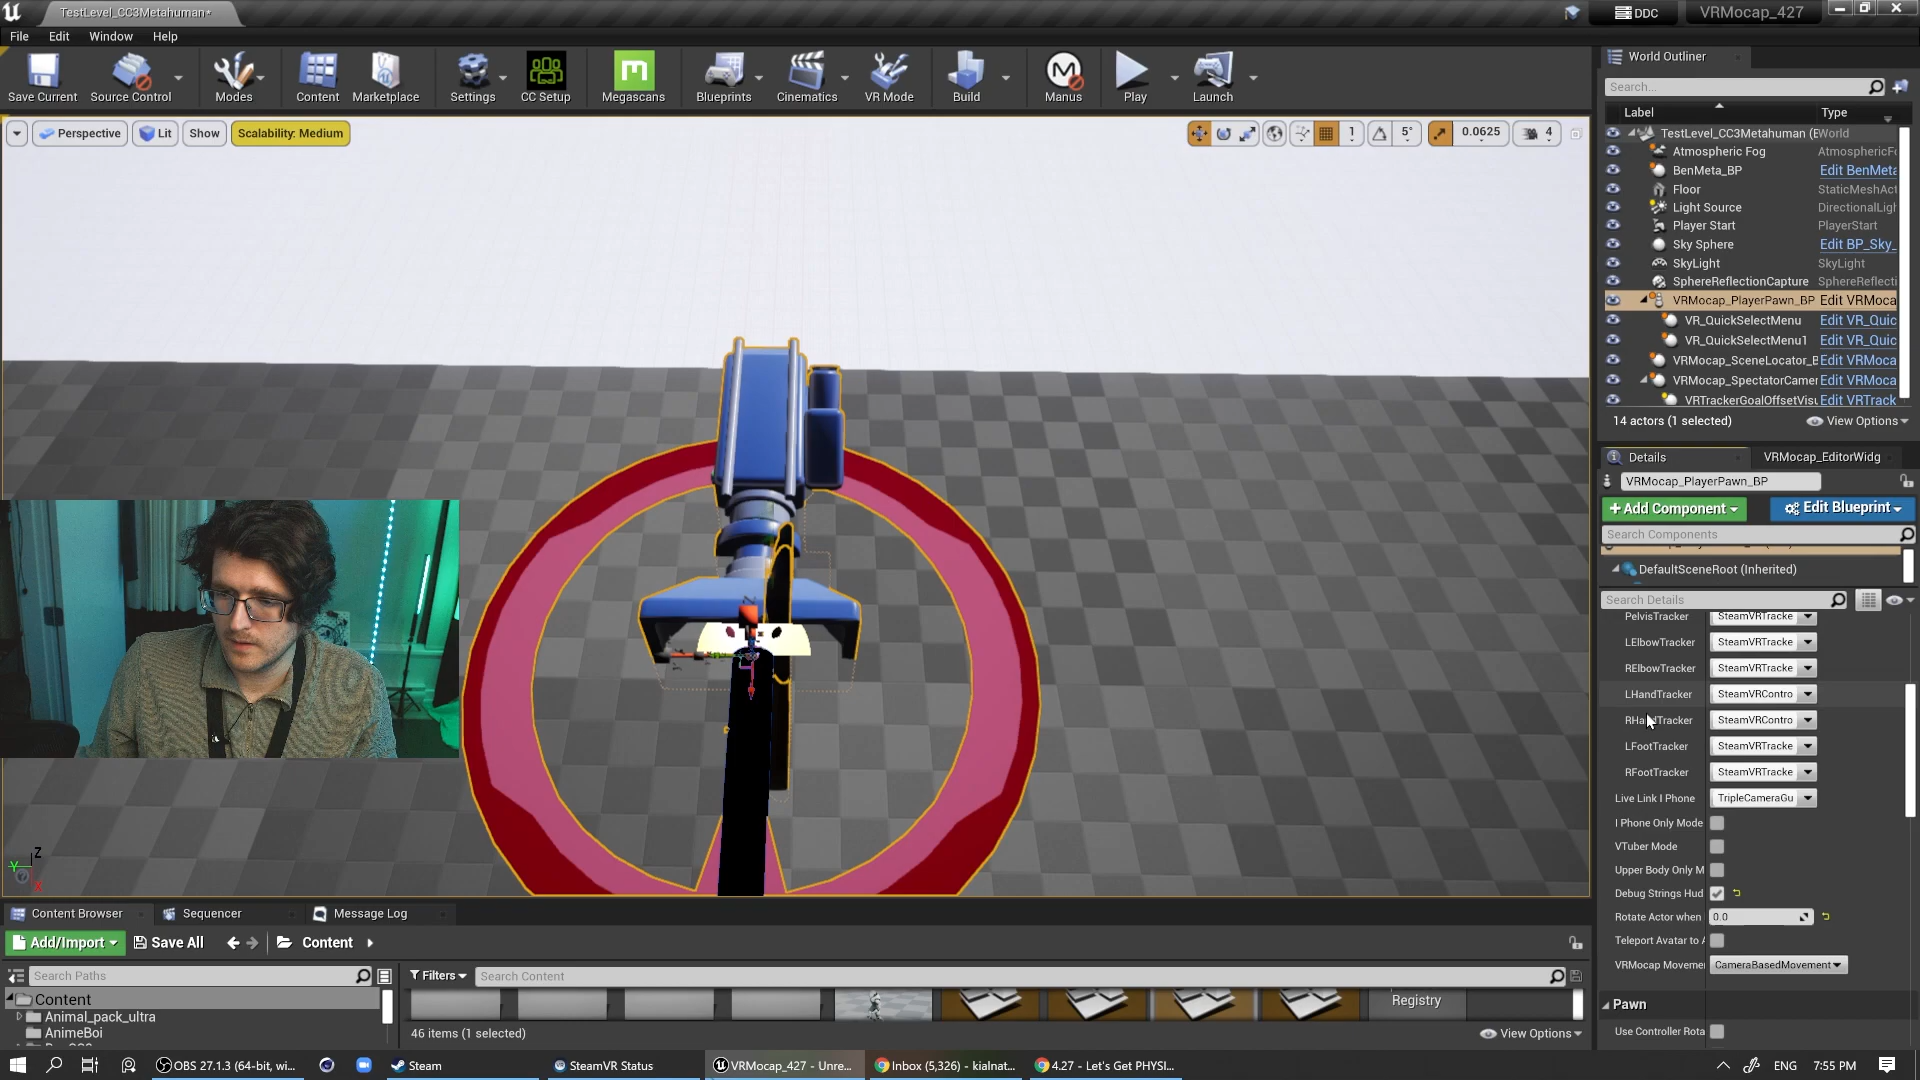 TestLevel_CC3Metahuman*
DDC
VRMocap_427
File
Edit
Window
Help
Save Current
Source Control
Modes
Content
Marketplace
Settings
CC Setup
Megascans
Blueprints
Cinematics
VR Mode
Build
Manus
Play
Launch
Perspective
Lit
Show
Scalability: Medium
1
5°
0.0625
4
World Outliner
Search...
Label
Type
TestLevel_CC3Metahuman (E
World
Atmospheric Fog
AtmosphericFo
BenMeta_BP
Edit BenMeta
Floor
StaticMeshAct
Light Source
DirectionalLigh
Player Start
PlayerStart
Sky Sphere
Edit BP_Sky_
SkyLight
SkyLight
SphereReflectionCapture
SphereReflecti
VRMocap_PlayerPawn_BP
Edit VRMoca
VR_QuickSelectMenu
Edit VR_Quic
VR_QuickSelectMenu1
Edit VR_Quic
VRMocap_SceneLocator_B
Edit VRMoca
VRMocap_SpectatorCamer
Edit VRMoca
VRTrackerGoalOffsetVisu
Edit VRTrack
14 actors (1 selected)
View Options
Details
VRMocap_EditorWidg
VRMocap_PlayerPawn_BP
+ Add Component
Edit Blueprint
Search Components
DefaultSceneRoot (Inherited)
Search Details
PelvisTracker
SteamVRTracke
LElbowTracker
SteamVRTracke
RElbowTracker
SteamVRTracke
LHandTracker
SteamVRContro
RHandTracker
SteamVRContro
LFootTracker
SteamVRTracke
RFootTracker
SteamVRTracke
Live Link I Phone
TripleCameraGu
I Phone Only Mode
VTuber Mode
Upper Body Only M
Debug Strings Hud
Rotate Actor when
0.0
Teleport Avatar to A
VRMocap Movemen
CameraBasedMovement
Pawn
Use Controller Rota
Z
Y
X
Content Browser
Sequencer
Message Log
Add/Import
Save All
Content
Search Paths
Filters
Search Content
Content
Animal_pack_ultra
AnimeBoi
Registry
46 items (1 selected)
View Options
OBS 27.1.3 (64-bit, wi...
Steam
SteamVR Status
VRMocap_427 - Unre...
Inbox (5,326) - kialnat...
4.27 - Let's Get PHYSI...
ENG
7:55 PM